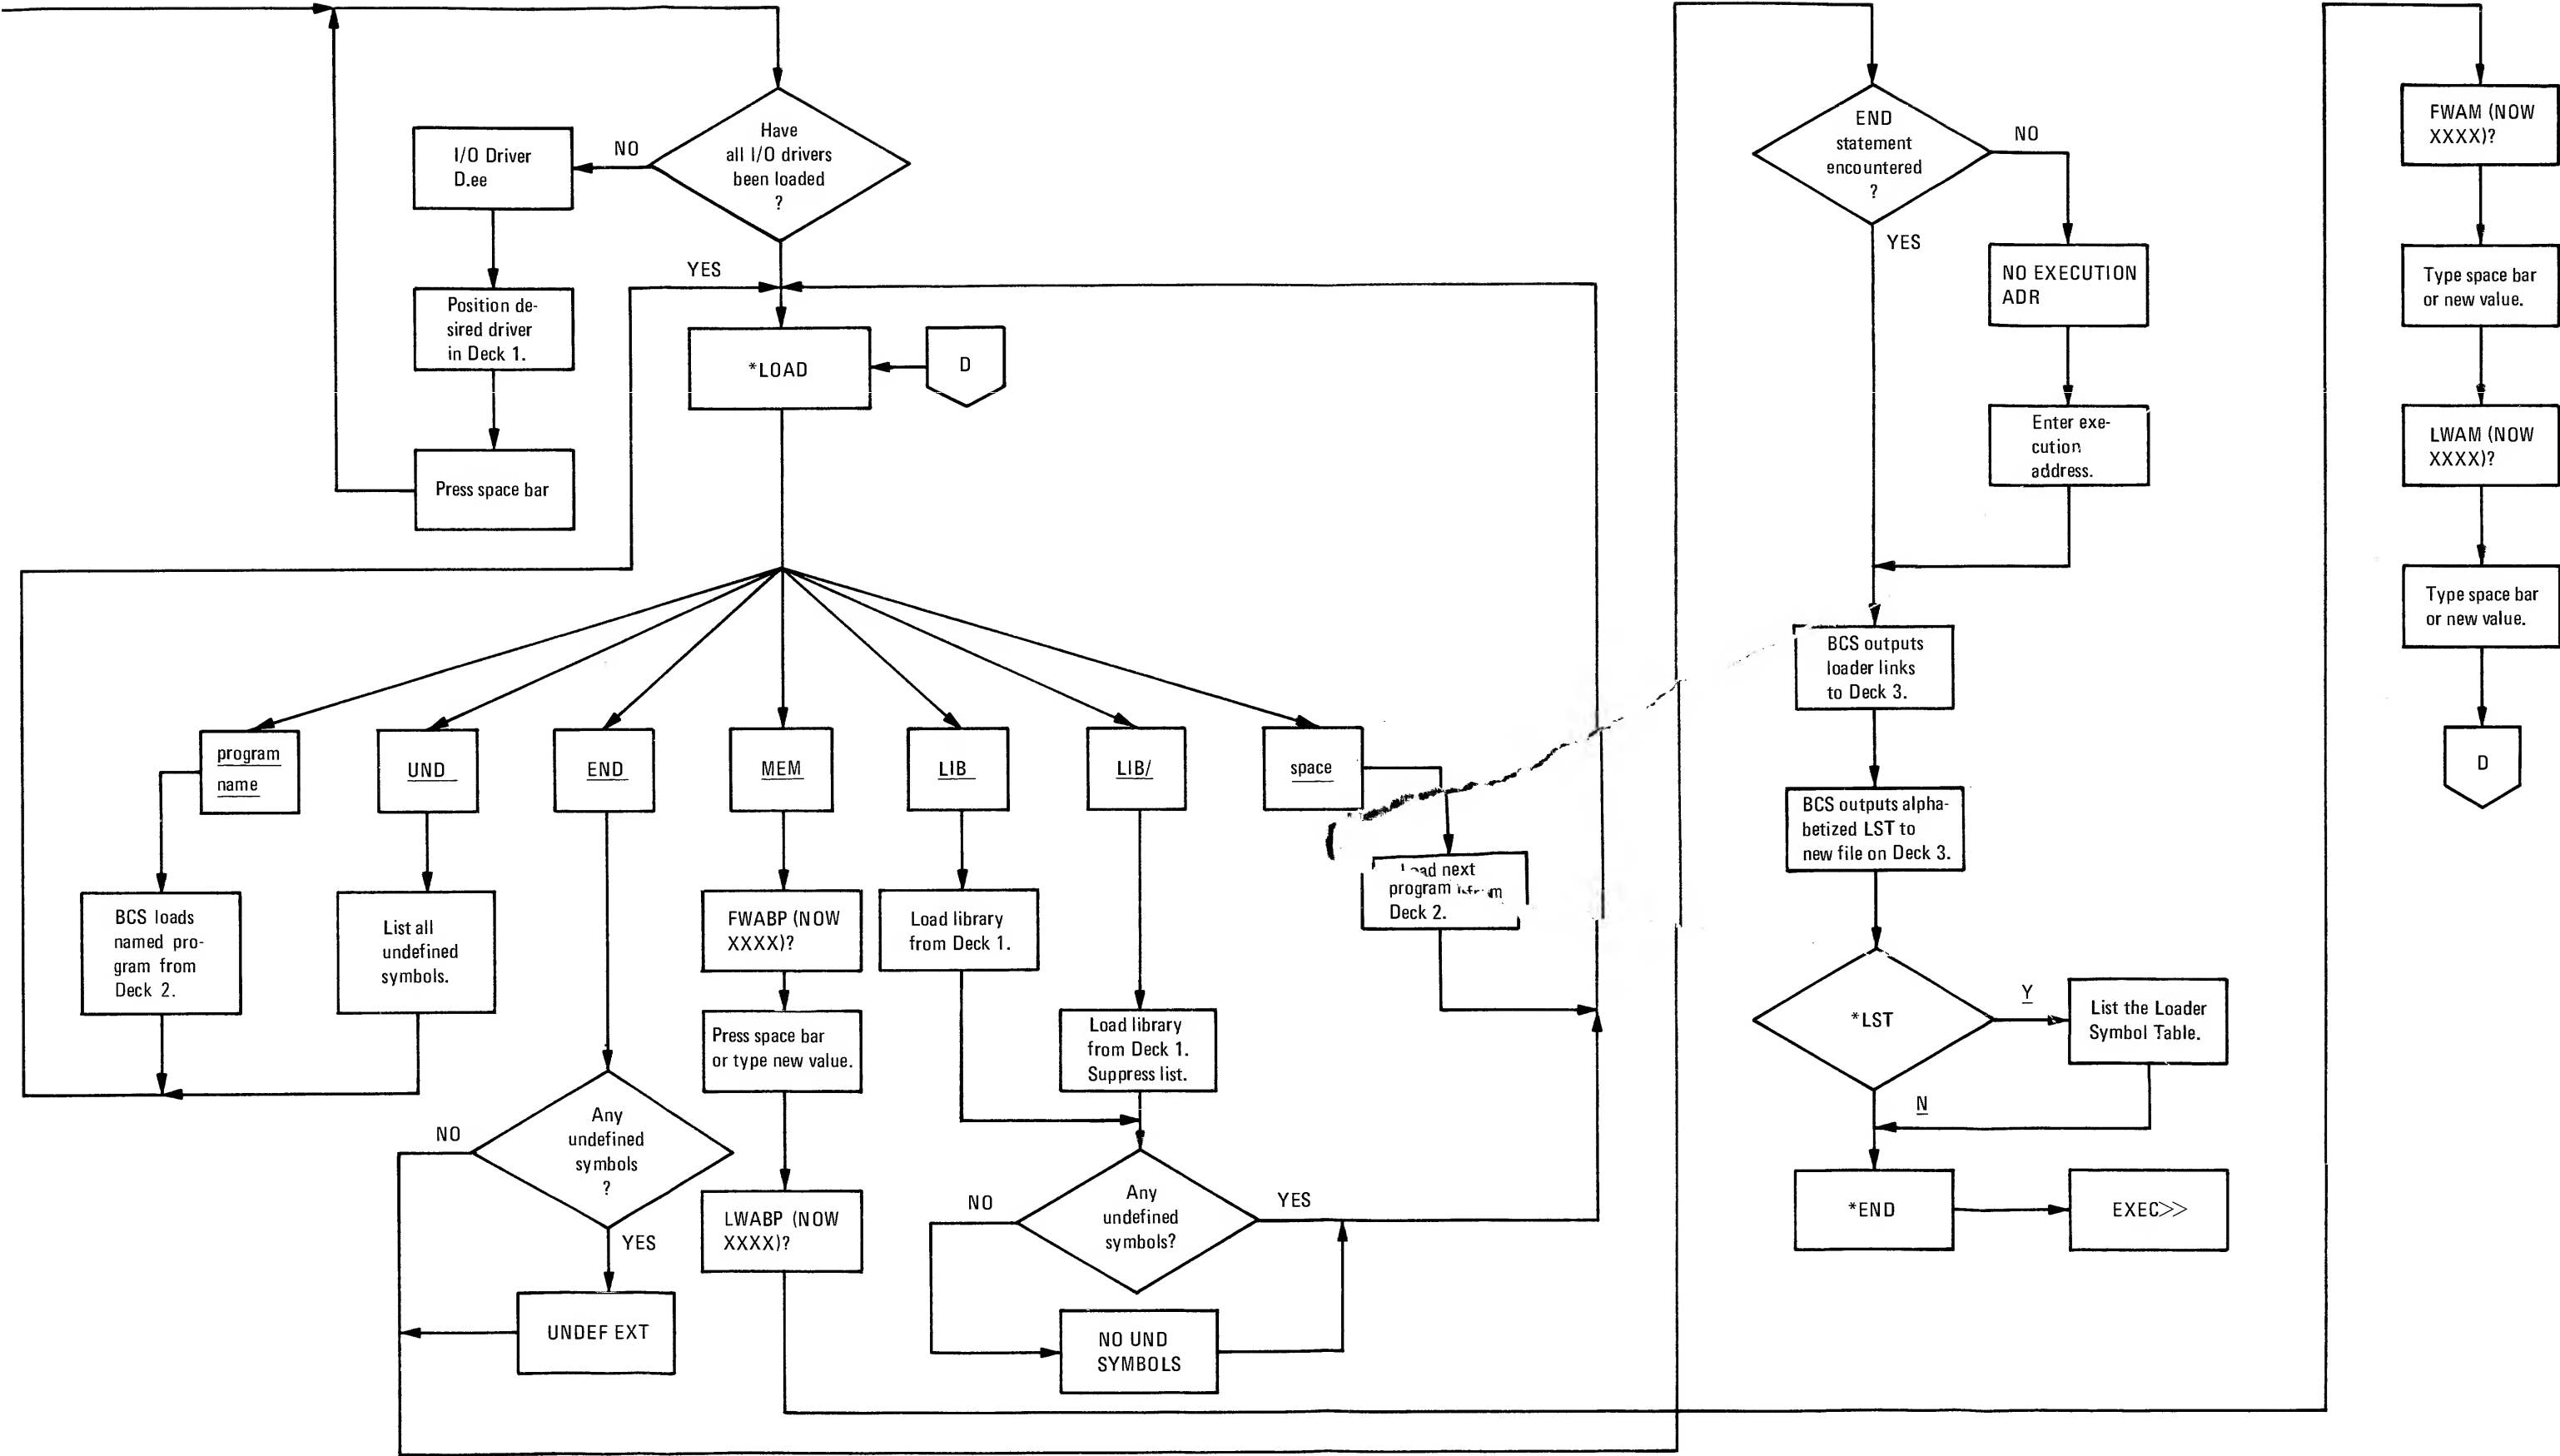 Have
all I/O drivers
been loaded
?
NO
I/O Driver
D.ee
Position de-
sired driver
in Deck 1.
Press space bar
YES
*LOAD
D
program
name
UND
END
MEM
LIB
LIB/
space
BCS loads
named pro-
gram from
Deck 2.
List all
undefined
symbols.
FWABP (NOW
XXXX)?
Load library
from Deck 1.
Load next
program from
Deck 2.
Press space bar
or type new value.
Load library
from Deck 1.
Suppress list.
Any
undefined
symbols
?
NO
YES
UNDEF EXT
LWABP (NOW
XXXX)?
Any
undefined
symbols?
NO
YES
NO UND
SYMBOLS
END
statement
encountered
?
NO
YES
NO EXECUTION
ADR
Enter exe-
cution
address.
BCS outputs
loader links
to Deck 3.
BCS outputs alpha-
betized LST to
new file on Deck 3.
*LST
Y
List the Loader
Symbol Table.
N
*END
EXEC>>
FWAM (NOW
XXXX)?
Type space bar
or new value.
LWAM (NOW
XXXX)?
Type space bar
or new value.
D